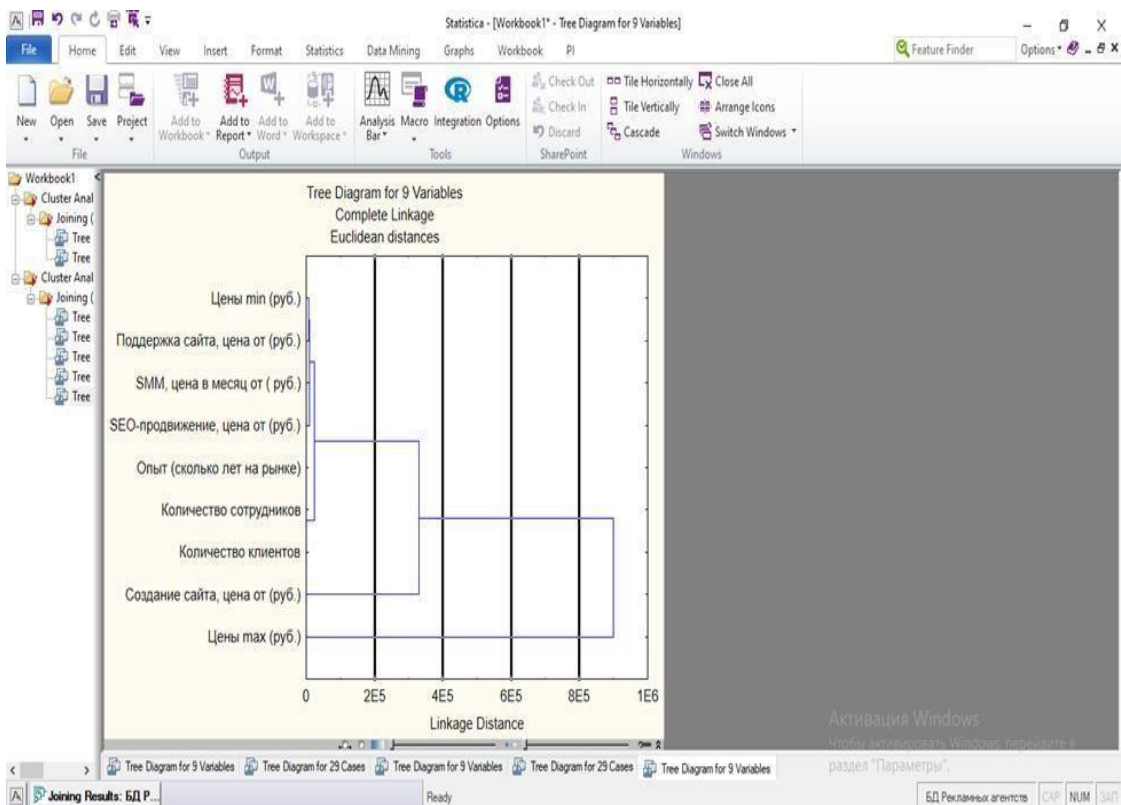 Statistica - [Workbook1* - Tree Diagram for 9 Variables]
File Home Edit View Insert Format Statistics Data Mining Graphs Workbook PI Feature Finder Options
New Open Save Project
File
Add to Workbook Add to Report Add to Word Add to Workspace
Output
Analysis Bar Macro Integration Options
Tools
Check Out
Check In
Discard
SharePoint
Tile Horizontally Close All
Tile Vertically Arrange Icons
Cascade Switch Windows
Windows
Workbook1
Cluster Anal
Joining (
Tree
Tree
Cluster Anal
Joining (
Tree
Tree
Tree
Tree
Tree
Tree Diagram for 9 Variables
Complete Linkage
Euclidean distances
Цены min (руб.)
Поддержка сайта, цена от (руб.)
SMM, цена в месяц от ( руб.)
SEO-продвижение, цена от (руб.)
Опыт (сколько лет на рынке)
Количество сотрудников
Количество клиентов
Создание сайта, цена от (руб.)
Цены max (руб.)
0 2E5 4E5 6E5 8E5 1E6
Linkage Distance
Активация Windows
Чтобы активировать Windows, перейдите в
раздел "Параметры".
Tree Diagram for 9 Variables Tree Diagram for 29 Cases Tree Diagram for 9 Variables Tree Diagram for 29 Cases Tree Diagram for 9 Variables
Joining Results: БД Р... Ready БД Рекламных агентств CAP NUM ЗАП